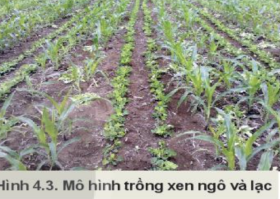 Hình 4.3. Mô hình trồng xen ngô và lạc